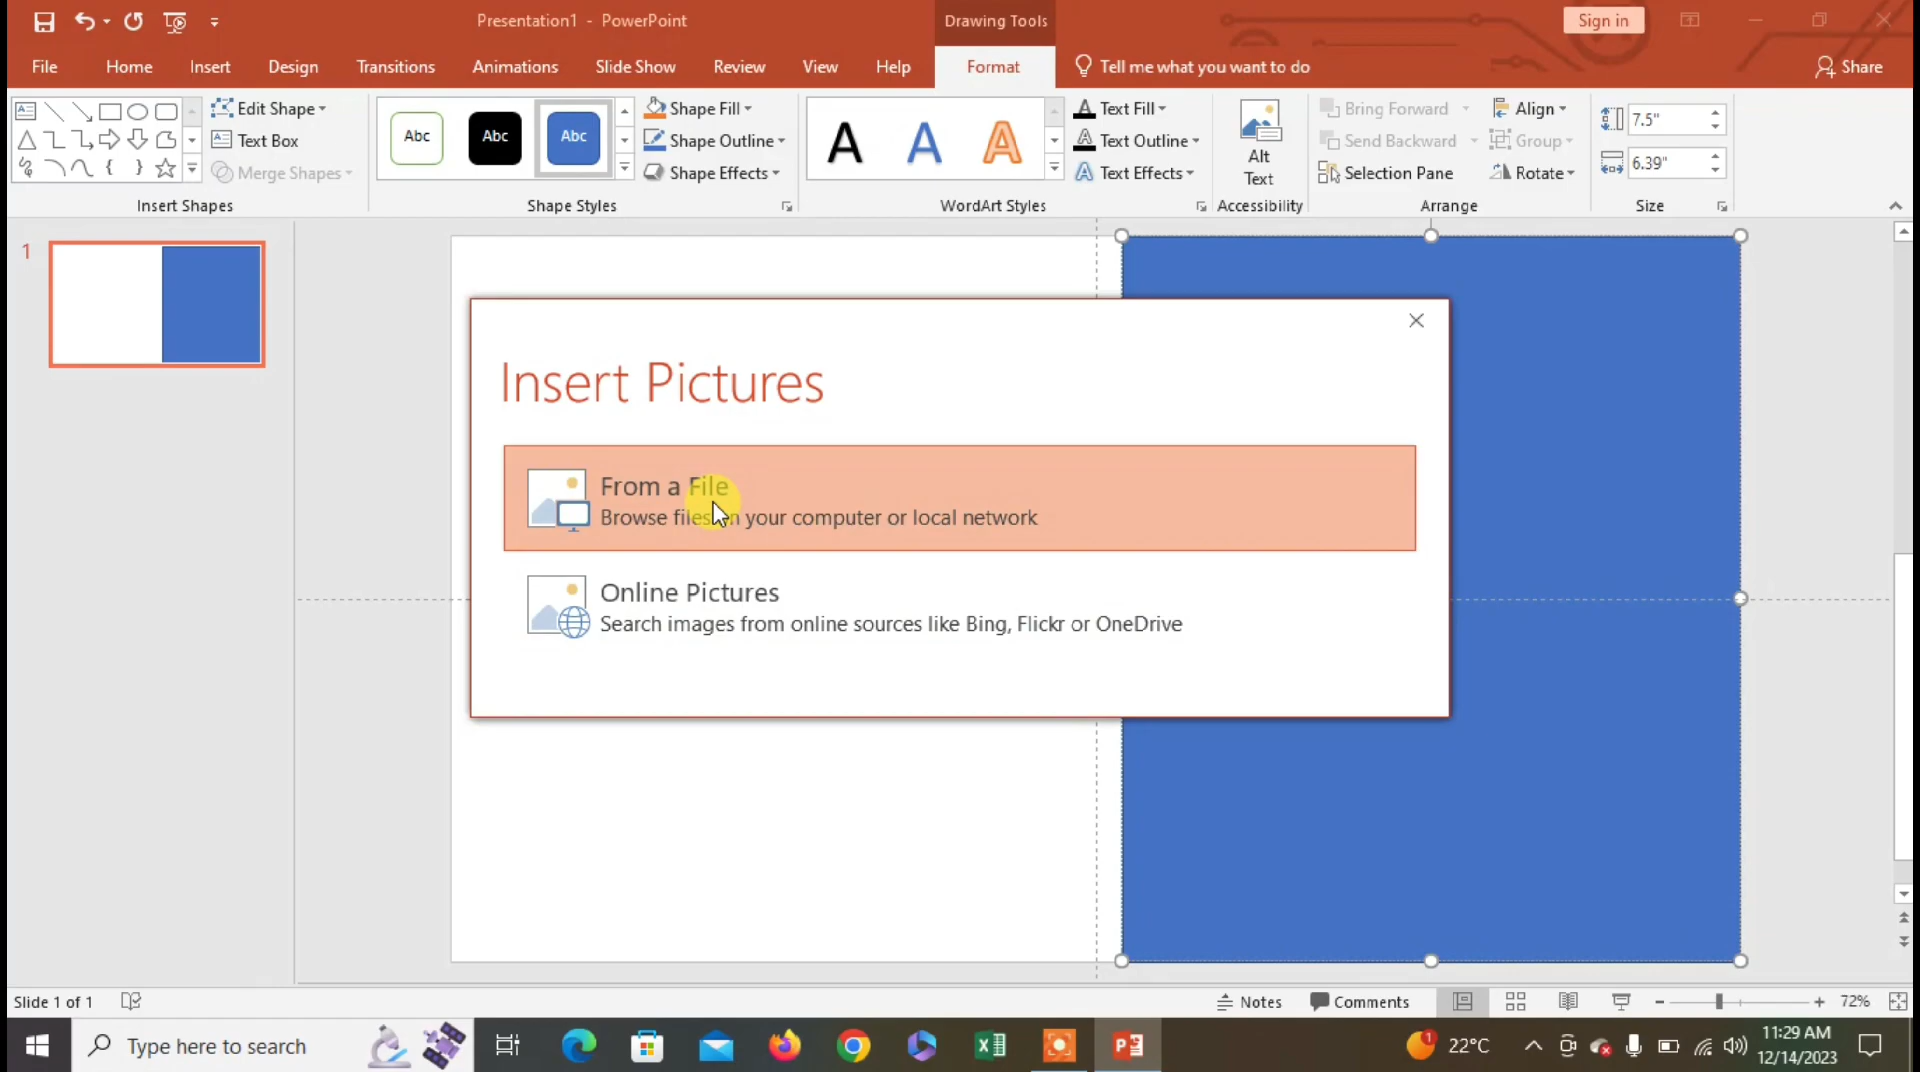 Presentation1 - PowerPoint
Drawing Tools
Sign in
File
Home
Insert
Design
Transitions
Animations
Slide Show
Review
View
Help
Format
Tell me what you want to do
Share
Edit Shape
Text Box
Merge Shapes
Insert Shapes
Abc
Abc
Abc
Shape Fill
Shape Outline
Shape Effects
Shape Styles
A
A
A
Text Fill
Text Outline
Text Effects
WordArt Styles
Alt
Text
Accessibility
Bring Forward
Send Backward
Selection Pane
Align
Group
Rotate
Arrange
7.5"
6.39"
Size
1
Insert Pictures
From a File
Browse files your computer or local network
Online Pictures
Search images from online sources like Bing, Flickr or OneDrive
Slide 1 of 1
Notes
Comments
72%
Type here to search
1
22°C
11:29 AM
12/14/2023